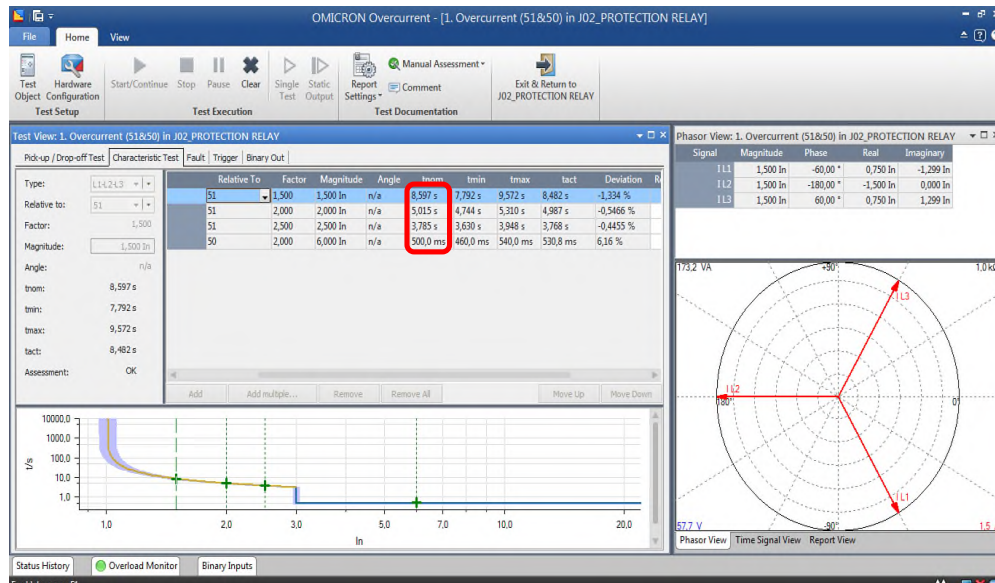 OMICRON Overcurrent - [1. Overcurrent (51&50) in J02_PROTECTION RELAY]
File Home View
Test Object
Hardware Configuration
Start/Continue
Stop
Pause
Clear
Single Test
Static Output
Report Settings
Manual Assessment
Comment
Exit & Return to J02_PROTECTION RELAY
Test Setup Test Execution Test Documentation
Test View: 1. Overcurrent (51&50) in J02_PROTECTION RELAY
Pick-up / Drop-off Test Characteristic Test Fault Trigger Binary Out
Type: L1-L2-L3
Relative to: 51
Factor: 1,500
Magnitude: 1,500 In
Angle: n/a
tnom: 8,597 s
tmin: 7,792 s
tmax: 9,572 s
tact: 8,482 s
Assessment: OK
Relative To Factor Magnitude Angle tnom tmin tmax tact Deviation
51 1,500 1,500 In n/a 8,597 s 7,792 s 9,572 s 8,482 s -1,334 %
51 2,000 2,000 In n/a 5,015 s 4,744 s 5,310 s 4,987 s -0,5466 %
51 2,500 2,500 In n/a 3,785 s 3,630 s 3,948 s 3,768 s -0,4455 %
50 2,000 6,000 In n/a 500,0 ms 460,0 ms 540,0 ms 530,8 ms 6,16 %
Add Add multiple... Remove Remove All Move Up Move Down
t/s
10000,0
1000,0
100,0
10,0
1,0
1,0 2,0 3,0 5,0 7,0 10,0 20,0
In
Phasor View: 1. Overcurrent (51&50) in J02_PROTECTION RELAY
Signal Magnitude Phase Real Imaginary
I L1 1,500 In -60,00 ° 0,750 In -1,299 In
I L2 1,500 In -180,00 ° -1,500 In 0,000 In
I L3 1,500 In 60,00 ° 0,750 In 1,299 In
173,2 VA +90° 1,0
I L3
I L2
180° 0°
I L1
57,7 V -90° 1,5
Phasor View Time Signal View Report View
Status History Overload Monitor Binary Inputs